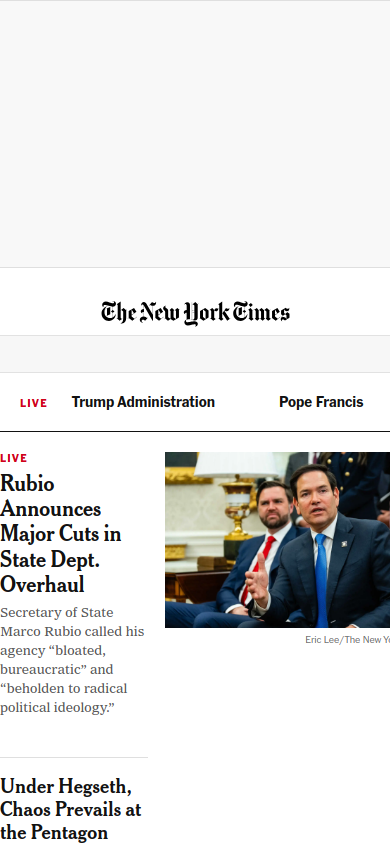 The New York Times
LIVE Trump Administration Pope Francis
LIVE
Rubio
Announces
Major Cuts in
State Dept.
Overhaul
Secretary of State
Marco Rubio called his
agency “bloated,
bureaucratic” and
“beholden to radical
political ideology.”
Eric Lee/The New Yo
Under Hegseth,
Chaos Prevails at
the Pentagon